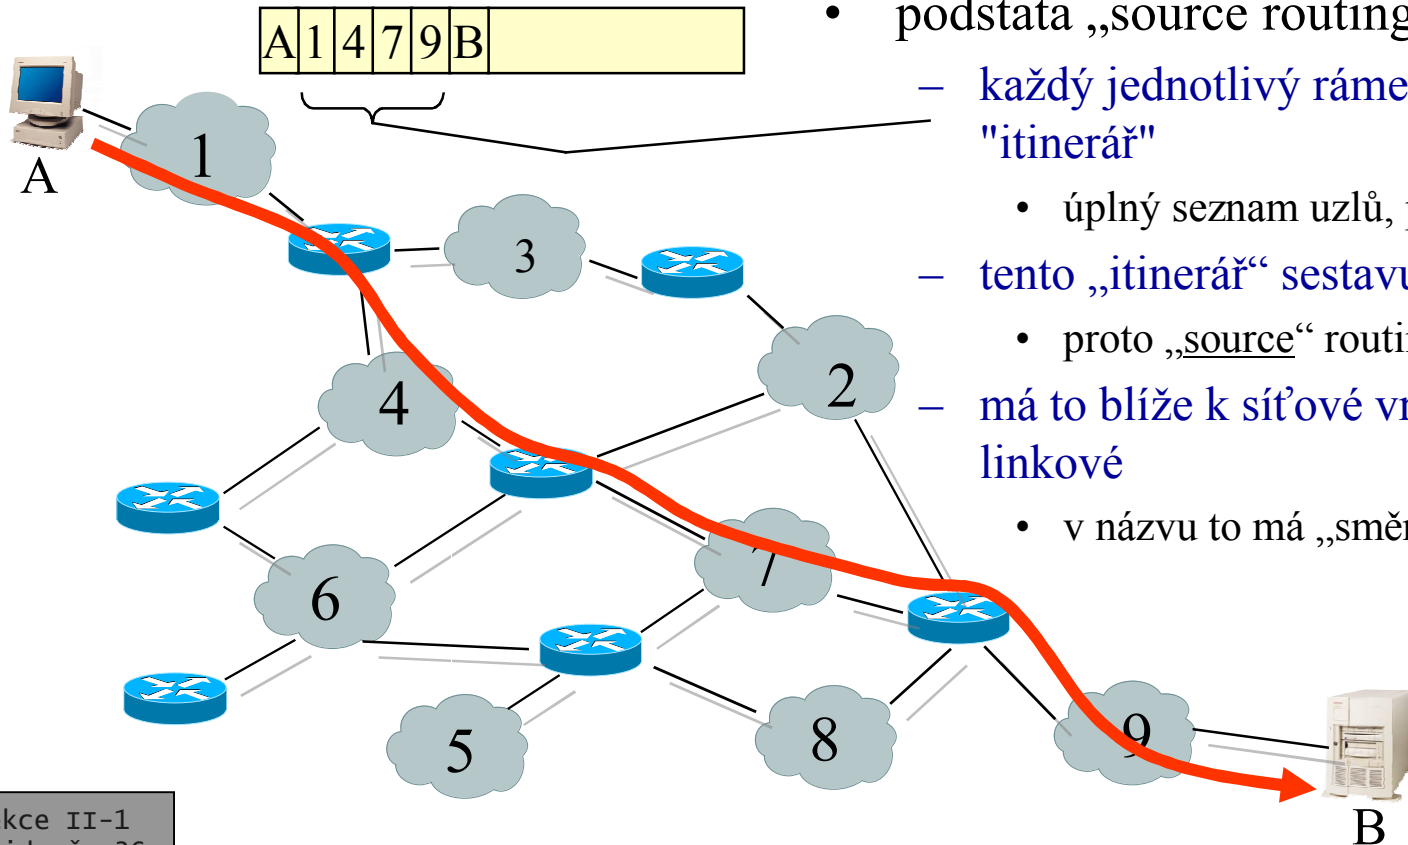 A 1 4 7 9 B
podstata „source routing
– každý jednotlivý ráme
"itinerář"
• úplný seznam uzlů,
– tento „itinerář“ sestavu
• proto „source“ routi
– má to blíže k síťové vr
linkové
• v názvu to má „směr
A
1
3
2
4
7
6
5
8
9
B
kce II-1